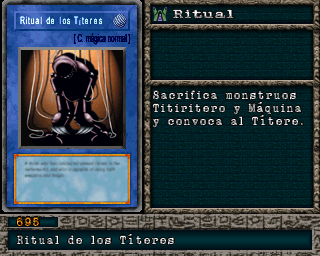 Ritual de los Títeres
[C. mágica normal]
Ritual
Sacrifica monstruos
Titiritero y Máquina
y convoca al Títere.
695
Ritual de los Títeres